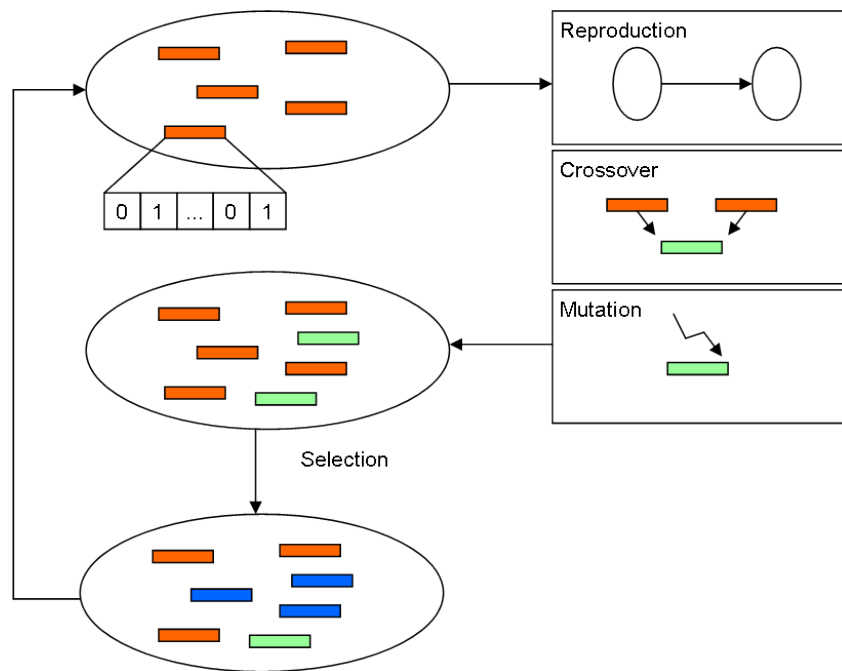 Reproduction
0 1 ... 0 1
Crossover
Mutation
Selection